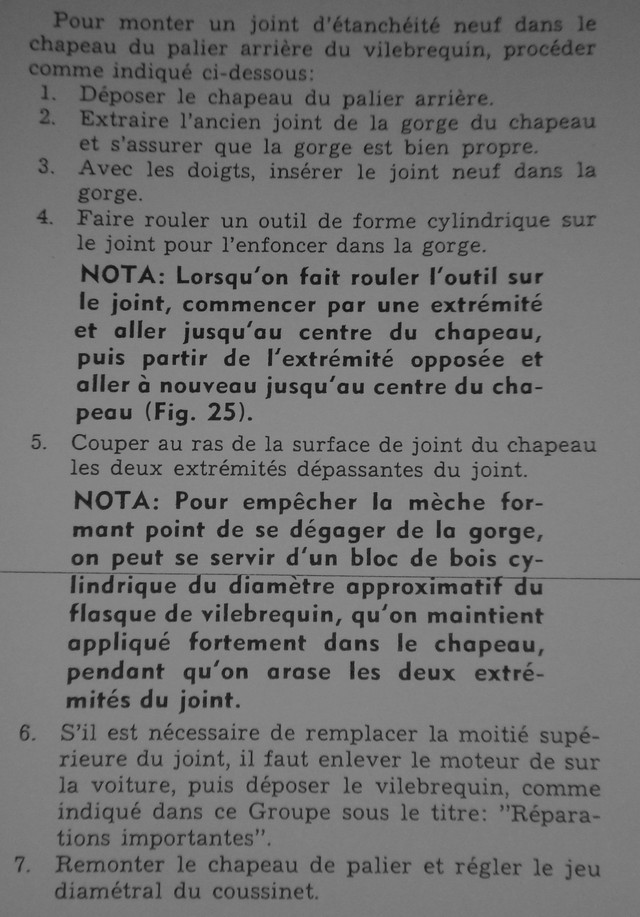 Pour monter un joint d'étanchéité neuf dans le
chapeau du palier arrière du vilebrequin, procéder
comme indiqué ci-dessous:
1. Déposer le chapeau du palier arrière.
2. Extraire l'ancien joint de la gorge du chapeau
et s'assurer que la gorge est bien propre.
3. Avec les doigts, insérer le joint neuf dans la
gorge.
4. Faire rouler un outil de forme cylindrique sur
le joint pour l'enfoncer dans la gorge.
NOTA: Lorsqu'on fait rouler l'outil sur
le joint, commencer par une extrémité
et aller jusqu'au centre du chapeau,
puis partir de l'extrémité opposée et
aller à nouveau jusqu'au centre du cha-
peau (Fig. 25).
5. Couper au ras de la surface de joint du chapeau
les deux extrémités dépassantes du joint.
NOTA: Pour empêcher la mèche for-
mant point de se dégager de la gorge,
on peut se servir d'un bloc de bois cy-
lindrique du diamètre approximatif du
flasque de vilebrequin, qu'on maintient
appliqué fortement dans le chapeau,
pendant qu'on arase les deux extré-
mités du joint.
6. S'il est nécessaire de remplacer la moitié supé-
rieure du joint, il faut enlever le moteur de sur
la voiture, puis déposer le vilebrequin, comme
indiqué dans ce Groupe sous le titre: "Répara-
tions importantes".
7. Remonter le chapeau de palier et régler le jeu
diamétral du coussinet.